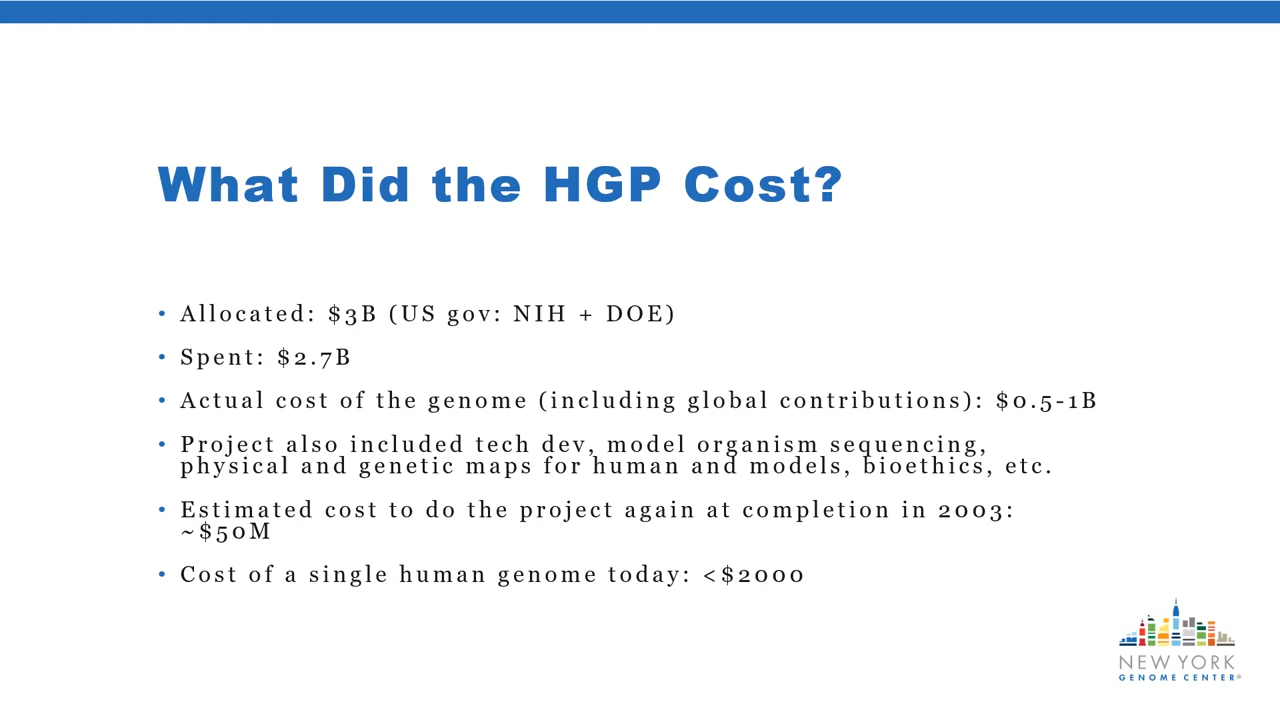 What Did the HGP Cost?
• Allocated: $3B (US gov: NIH + DOE)
• Spent: $2.7B
• Actual cost of the genome (including global contributions): $0.5-1B
• Project also included tech dev, model organism sequencing,
physical and genetic maps for human and models, bioethics, etc.
• Estimated cost to do the project again at completion in 2003:
~$50M
• Cost of a single human genome today: <$2000
NEW YORK
GENOME CENTER®